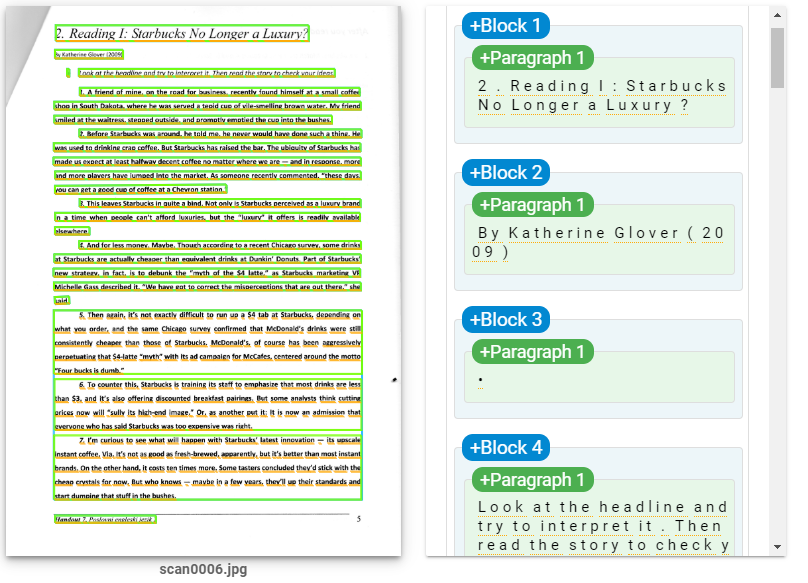 2. Reading I: Starbucks No Longer a Luxury?
By Katherine Glover (2009)
Look at the headline and try to interpret it. Then read the story to check your ideas.
1. A friend of mine, on the road for business, recently found himself at a small coffee
shop in South Dakota, where he was served a tepid cup of vile-smelling brown water. My friend
smiled at the waitress, stepped outside, and promptly emptied the cup into the bushes.
2. Before Starbucks was around, he told me, he never would have done such a thing. He
was used to drinking crap coffee. But Starbucks has raised the bar. The ubiquity of Starbucks has
made us expect at least halfway decent coffee no matter where we are — and in response, more
and more players have jumped into the market. As someone recently commented, "these days,
you can get a good cup of coffee at a Chevron station."
3. This leaves Starbucks in quite a bind. Not only is Starbucks perceived as a luxury brand
in a time when people can't afford luxuries, but the "luxury" it offers is readily available
elsewhere.
4. And for less money. Maybe. Though according to a recent Chicago survey, some drinks
at Starbucks are actually cheaper than equivalent drinks at Dunkin' Donuts. Part of Starbucks'
new strategy, in fact, is to debunk the "myth of the $4 latte," as Starbucks marketing VP
Michelle Gass described it. "We have got to correct the misperceptions that are out there," she
said.
5. Then again, it's not exactly difficult to run up a $4 tab at Starbucks, depending on
what you order, and the same Chicago survey confirmed that McDonald's drinks were still
consistently cheaper than those of Starbucks. McDonald's, of course has been aggressively
perpetuating that $4-latte "myth" with its ad campaign for McCafes, centered around the motto
"Four bucks is dumb."
6. To counter this, Starbucks is training its staff to emphasize that most drinks are less
than $3, and it's also offering discounted breakfast pairings. But some analysts think cutting
prices now will "sully its high-end image." Or, as another put it: It is now an admission that
everyone who has said Starbucks was too expensive was right.
7. I'm curious to see what will happen with Starbucks' latest innovation — its upscale
instant coffee, Via. It's not as good as fresh-brewed, apparently, but it's better than most instant
brands. On the other hand, it costs ten times more. Some tasters concluded they'd stick with the
cheap crystals for now. But who knows — maybe in a few years, they'll up their standards and
start dumping that stuff in the bushes.
Handout 7, Poslovni engleski jezik
5
scan0006.jpg
+Block 1
+Paragraph 1
2 . Reading I : Starbucks
No Longer a Luxury ?
+Block 2
+Paragraph 1
By Katherine Glover ( 20
09 )
+Block 3
+Paragraph 1
•
+Block 4
+Paragraph 1
Look at the headline and
try to interpret it . Then
read the story to check y